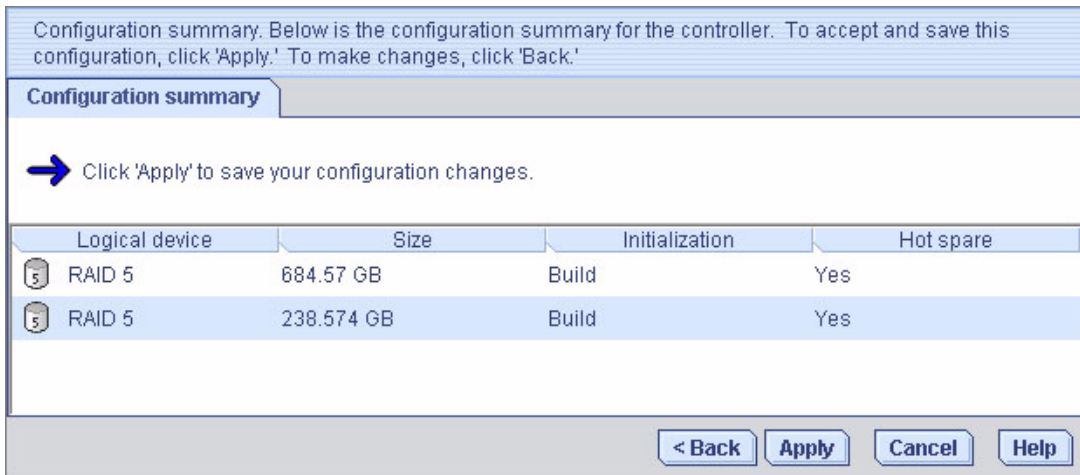 Configuration summary. Below is the configuration summary for the controller. To accept and save this
configuration, click 'Apply.' To make changes, click 'Back.'
Configuration summary
Click 'Apply' to save your configuration changes.
Logical device Size Initialization Hot spare
5 RAID 5 684.57 GB Build Yes
5 RAID 5 238.574 GB Build Yes
< Back Apply Cancel Help